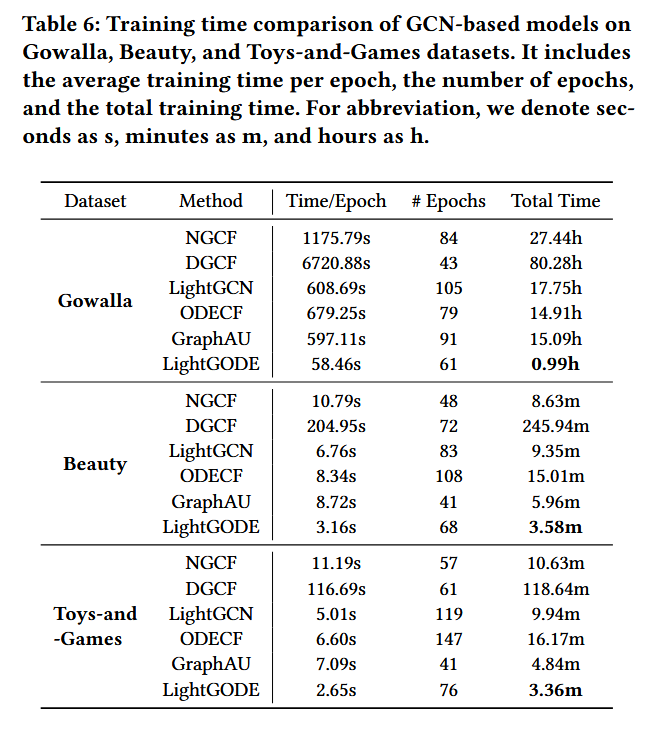 Table 6: Training time comparison of GCN-based models on
Gowalla, Beauty, and Toys-and-Games datasets. It includes
the average training time per epoch, the number of epochs,
and the total training time. For abbreviation, we denote sec-
onds as s, minutes as m, and hours as h.
Dataset Method Time/Epoch # Epochs Total Time
NGCF 1175.79s 84 27.44h
DGCF 6720.88s 43 80.28h
LightGCN 608.69s 105 17.75h
Gowalla
ODECF 679.25s 79 14.91h
GraphAU 597.11s 91 15.09h
LightGODE 58.46s 61 0.99h
NGCF 10.79s 48 8.63m
DGCF 204.95s 72 245.94m
LightGCN 6.76s 83 9.35m
Beauty
ODECF 8.34s 108 15.01m
GraphAU 8.72s 41 5.96m
LightGODE 3.16s 68 3.58m
NGCF 11.19s 57 10.63m
DGCF 116.69s 61 118.64m
Toys-and LightGCN 5.01s 119 9.94m
-Games ODECF 6.60s 147 16.17m
GraphAU 7.09s 41 4.84m
LightGODE 2.65s 76 3.36m